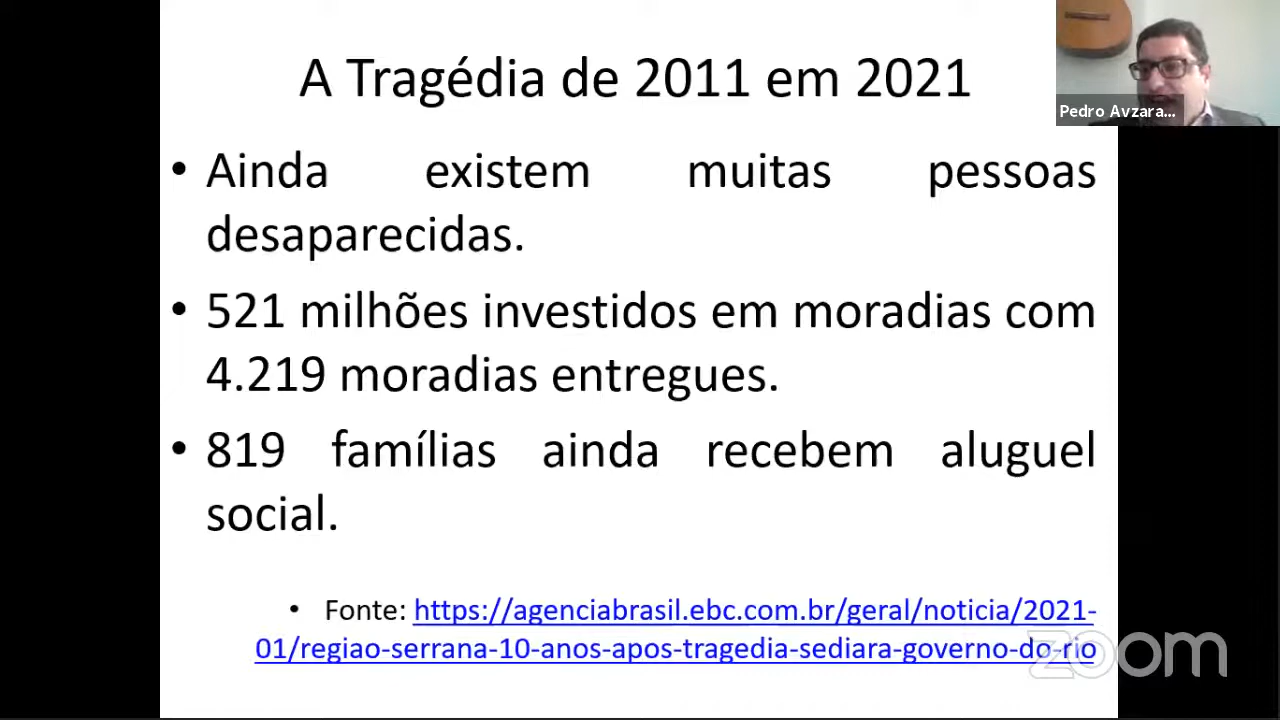 A Tragédia de 2011 em 2021
Pedro Avzara...
• Ainda existem muitas pessoas
desaparecidas.
• 521 milhões investidos em moradias com
4.219 moradias entregues.
• 819 famílias ainda recebem aluguel
social.
• Fonte: https://agenciabrasil.ebc.com.br/geral/noticia/2021-
01/regiao-serrana-10-anos-apos-tragedia-sediara-governo-do-rio
zoom